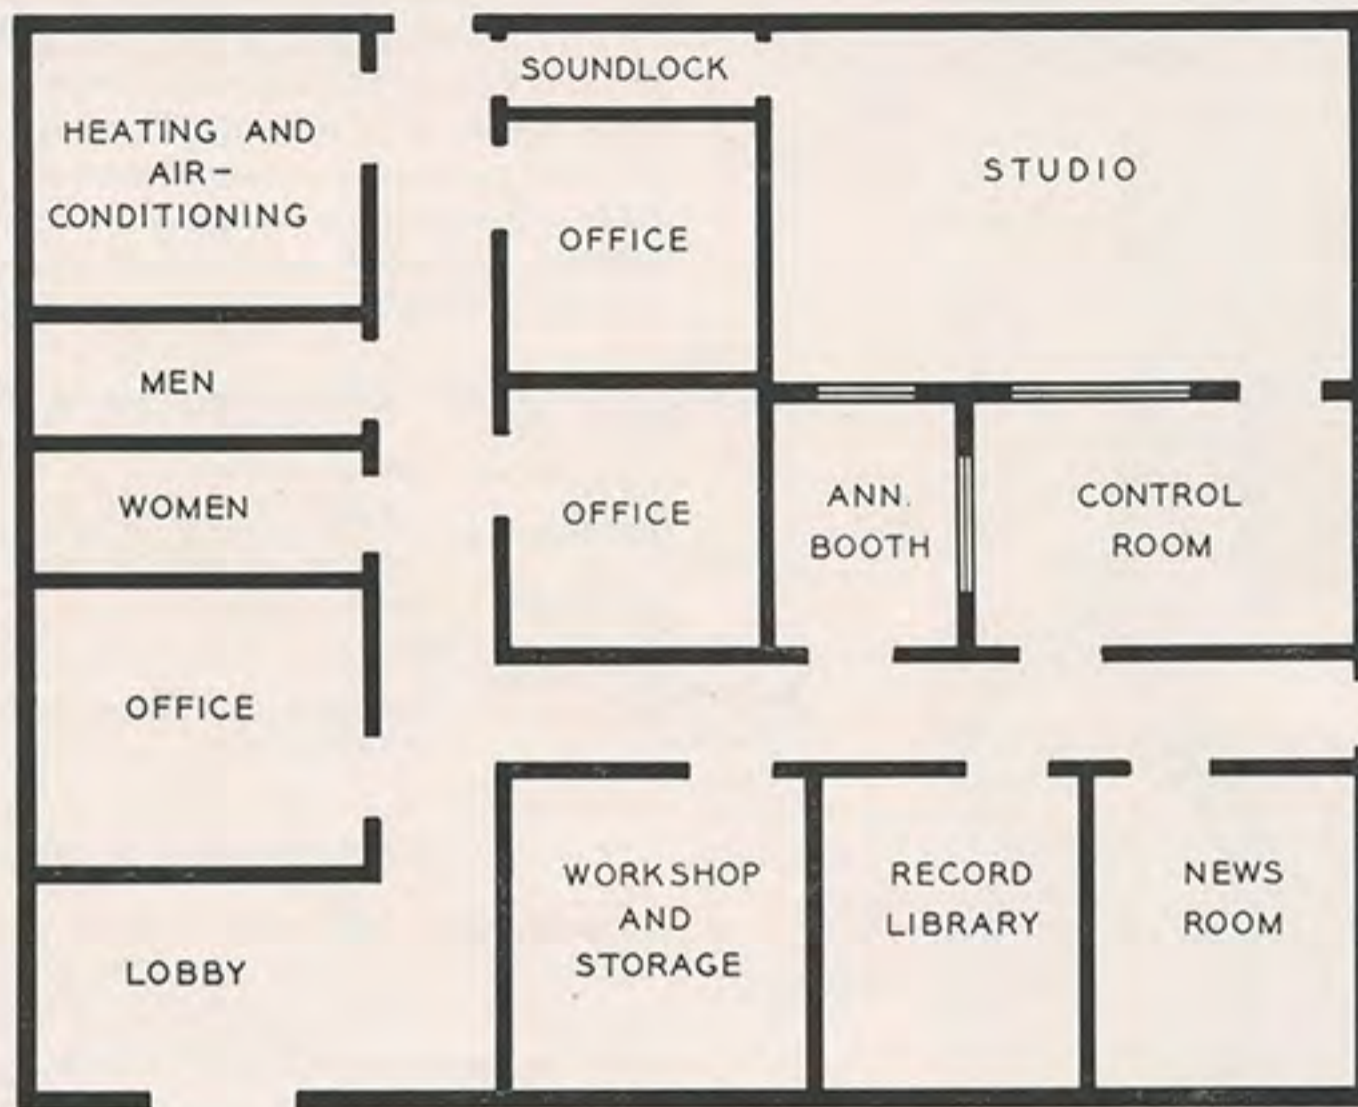 SOUNDLOCK
HEATING AND
AIR-
CONDITIONING
STUDIO
OFFICE
MEN
WOMEN
OFFICE
ANN.
BOOTH
CONTROL
ROOM
OFFICE
WORKSHOP
AND
STORAGE
RECORD
LIBRARY
NEWS
ROOM
LOBBY